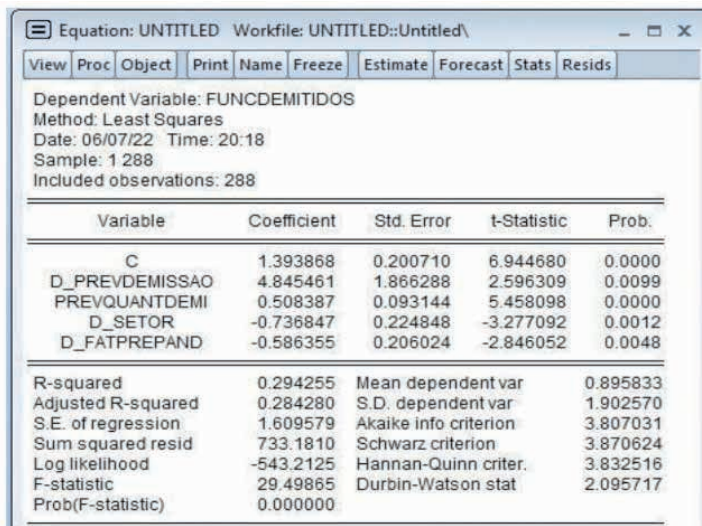 Equation: UNTITLED Workfile: UNTITLED::Untitled\
View Proc Object Print Name Freeze Estimate Forecast Stats Resids
Dependent Variable: FUNCDEMITIDOS
Method: Least Squares
Date: 06/07/22 Time: 20:18
Sample: 1 288
Included observations: 288
Variable Coefficient Std. Error t-Statistic Prob.
C 1.393868 0.200710 6.944680 0.0000
D_PREVDEMISSAO 4.845461 1.866288 2.596309 0.0099
PREVQUANTDEMI 0.508387 0.093144 5.458098 0.0000
D_SETOR -0.736847 0.224848 -3.277092 0.0012
D_FATPREPAND -0.586355 0.206024 -2.846052 0.0048
R-squared 0.294255 Mean dependent var 0.895833
Adjusted R-squared 0.284280 S.D. dependent var 1.902570
S.E. of regression 1.609579 Akaike info criterion 3.807031
Sum squared resid 733.1810 Schwarz criterion 3.870624
Log likelihood -543.2125 Hannan-Quinn criter. 3.832516
F-statistic 29.49865 Durbin-Watson stat 2.095717
Prob(F-statistic) 0.000000